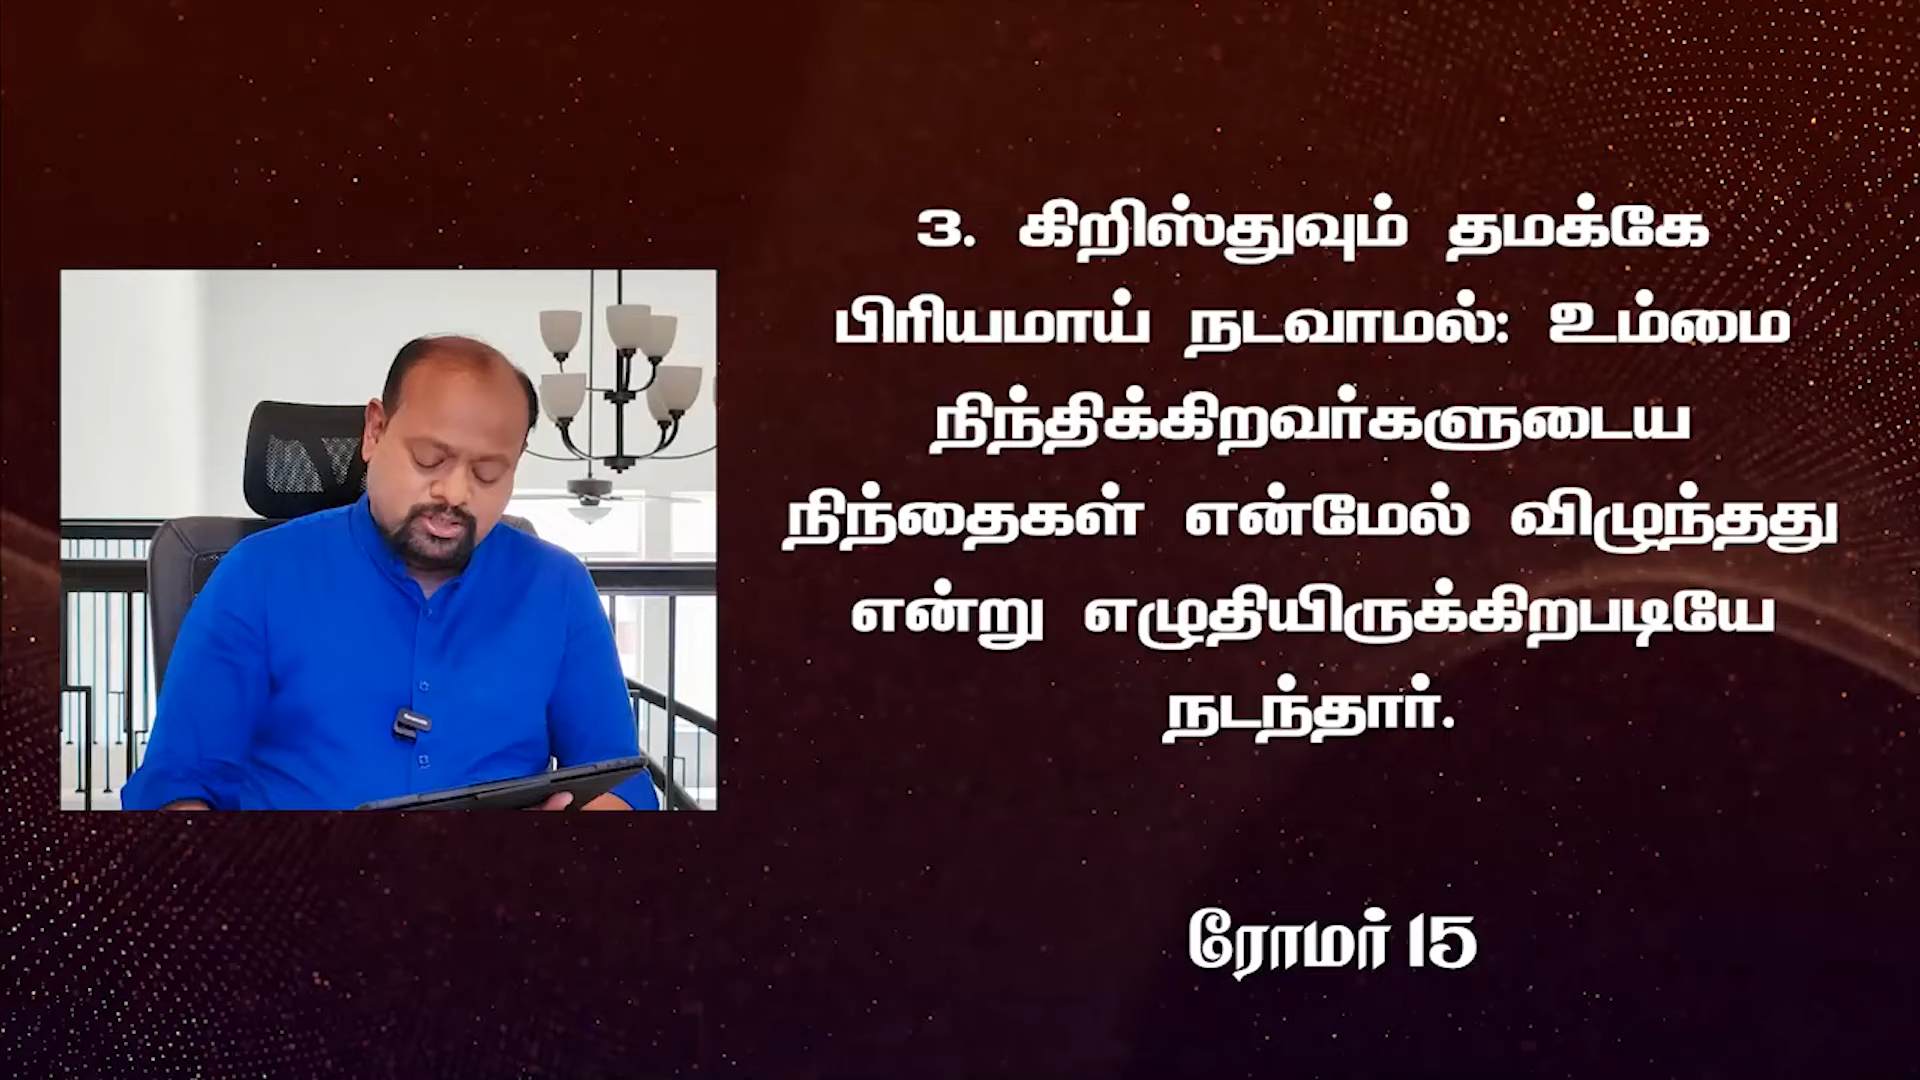 3. கிறிஸ்துவும் தமக்கே
பிரியமாய் நடவாமல்: உம்மை
நிந்திக்கிறவர்களுடைய
நிந்தைகள் என்மேல் விழுந்தது
என்று எழுதியிருக்கிறபடியே
நடந்தார்.
ரோமர் 15